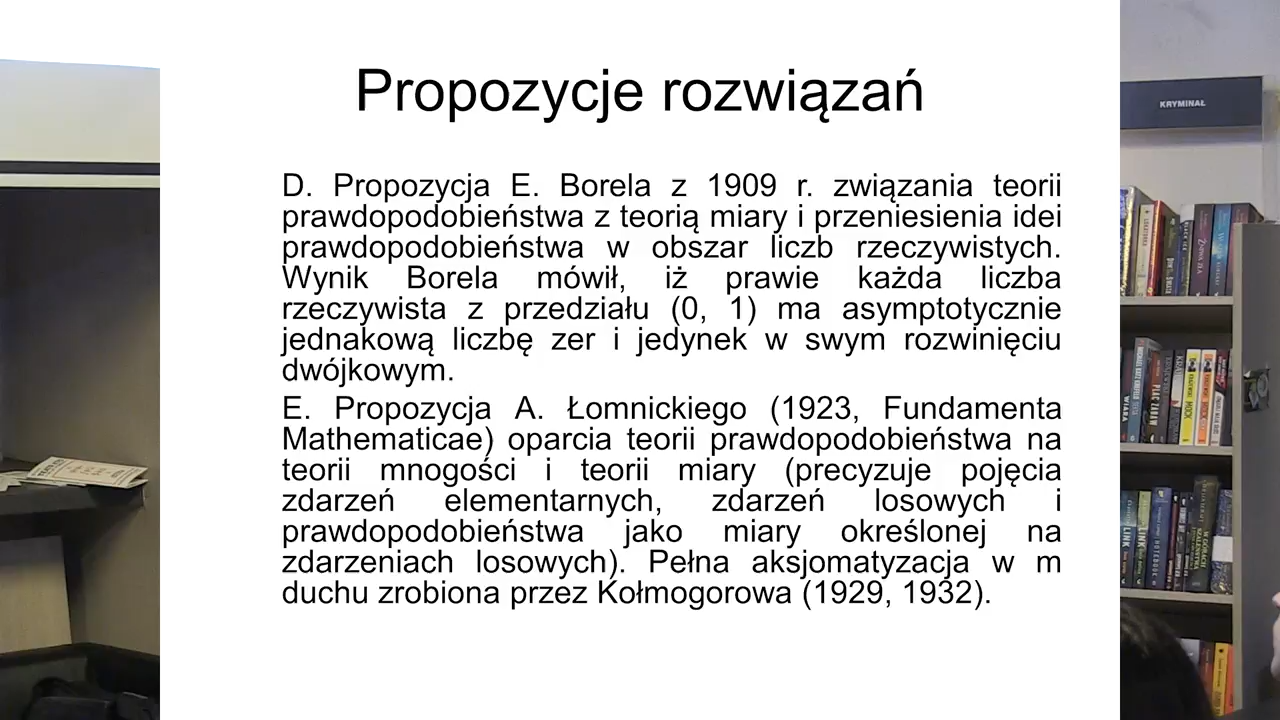 Propozycje rozwiązań
D. Propozycja E. Borela z 1909 r. związania teorii
prawdopodobieństwa z teorią miary i przeniesienia idei
prawdopodobieństwa w obszar liczb rzeczywistych.
Wynik Borela mówił, iż prawie każda liczba
rzeczywista z przedziału (0, 1) ma asymptotycznie
jednakową liczbę zer i jedynek w swym rozwinięciu
dwójkowym.
E. Propozycja A. Łomnickiego (1923, Fundamenta
Mathematicae) oparcia teorii prawdopodobieństwa na
teorii mnogości i teorii miary (precyzuje pojęcia
zdarzeń elementarnych, zdarzeń losowych i
prawdopodobieństwa jako miary określonej na
zdarzeniach losowych). Pełna aksjomatyzacja w m
duchu zrobiona przez Kołmogorowa (1929, 1932).
KRYMINAŁ
WIARA
LINK
LINK